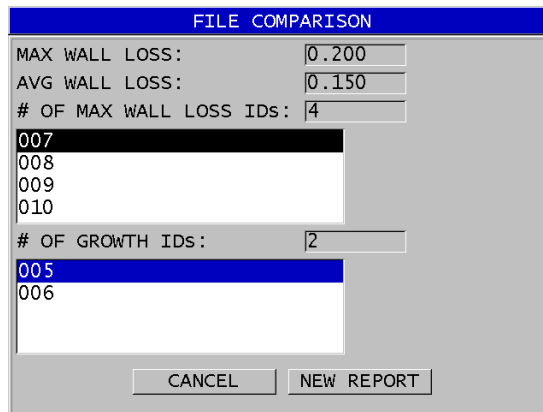 FILE COMPARISON
MAX WALL LOSS: 0.200
AVG WALL LOSS: 0.150
# OF MAX WALL LOSS IDs: 4
007
008
009
010
# OF GROWTH IDs: 2
005
006
CANCEL NEW REPORT